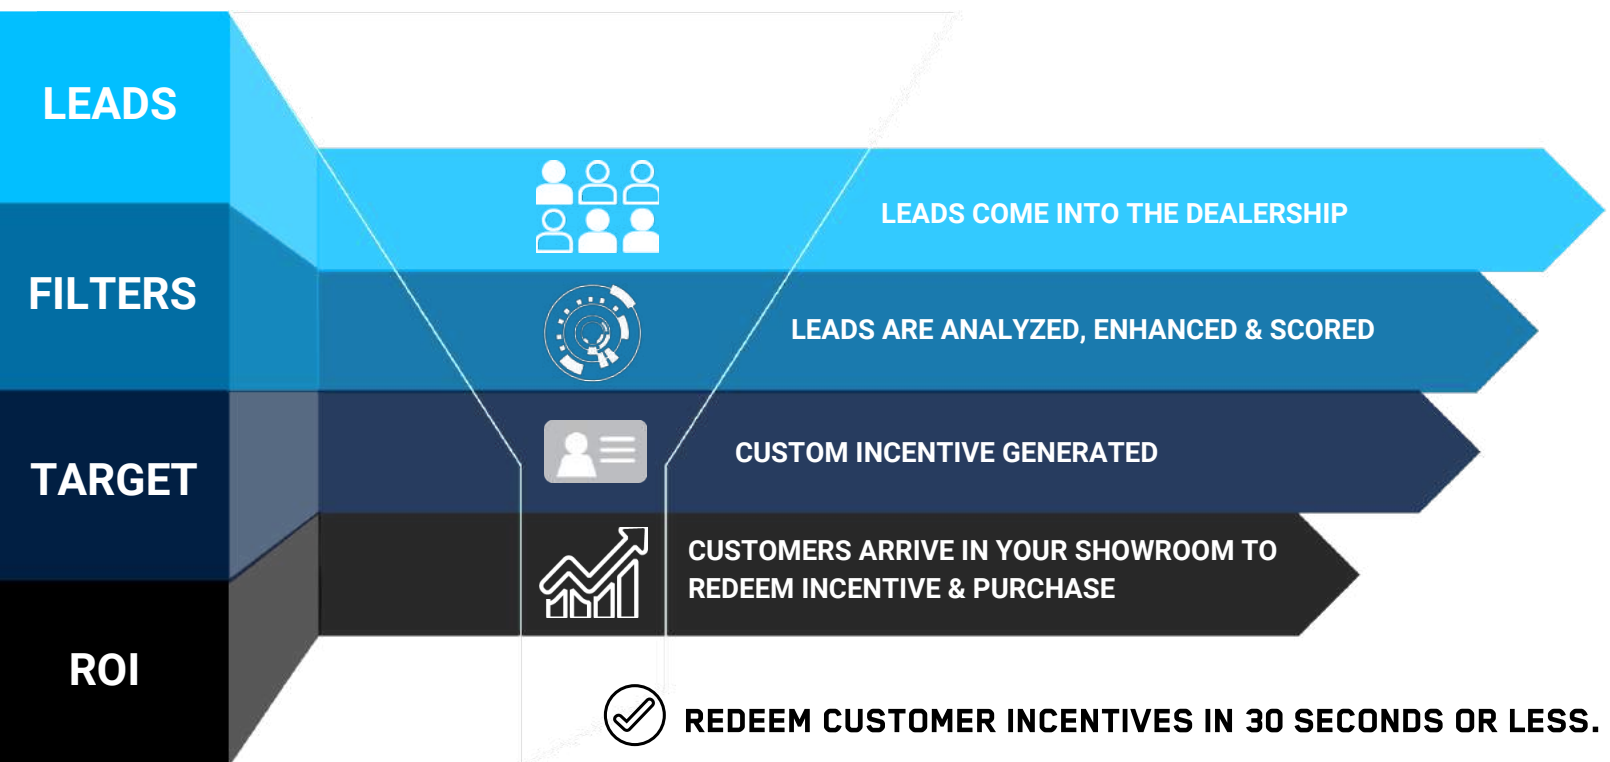 LEADS
LEADS COME INTO THE DEALERSHIP
FILTERS
LEADS ARE ANALYZED, ENHANCED & SCORED
TARGET
CUSTOM INCENTIVE GENERATED
ROI
CUSTOMERS ARRIVE IN YOUR SHOWROOM TO
REDEEM INCENTIVE & PURCHASE
REDEEM CUSTOMER INCENTIVES IN 30 SECONDS OR LESS.